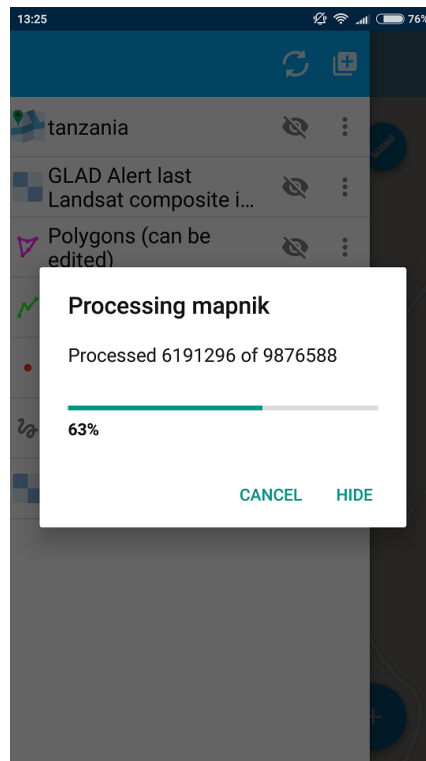 13:25
76%
tanzania
GLAD Alert last
Landsat composite i...
Polygons (can be
edited)
Processing mapnik
Processed 6191296 of 9876588
63%
CANCEL HIDE